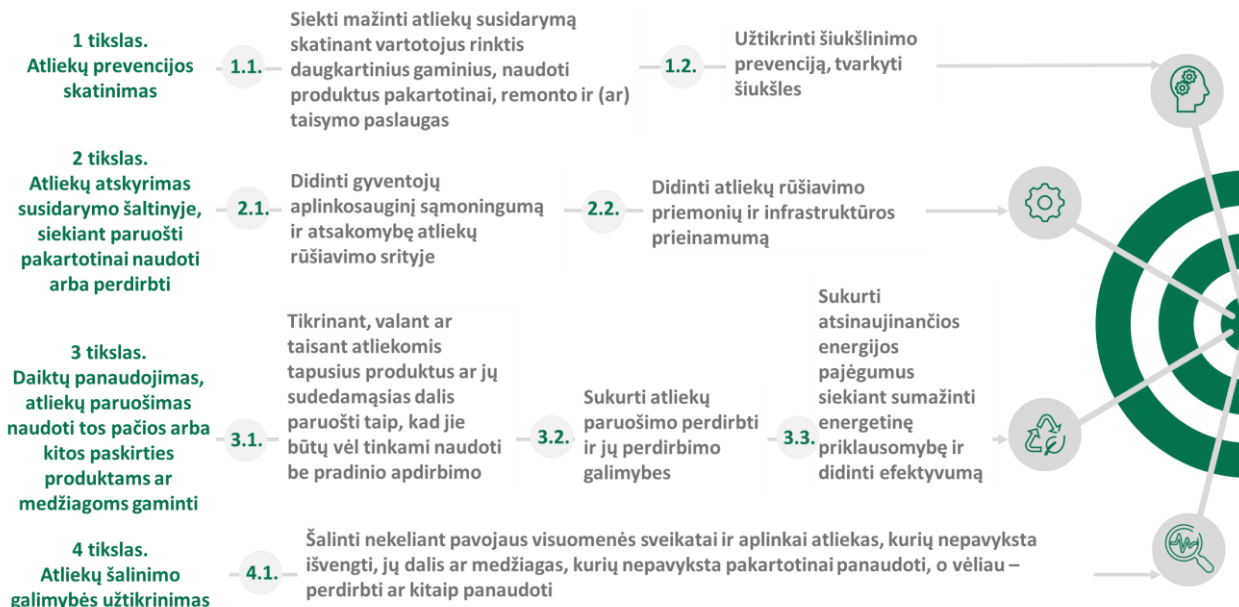 1 tikslas.
Atliekų prevencijos
skatinimas
1.1.
Siekti mažinti atliekų susidarymą
skatinant vartotojus rinktis
daugkartinius gaminius, naudoti
produktus pakartotinai, remonto ir (ar)
taisymo paslaugas
1.2.
Užtikrinti šiukšlinimo
prevenciją, tvarkyti
šiukšles
2 tikslas.
Atliekų atskyrimas
susidarymo šaltinyje,
siekiant paruošti
pakartotinai naudoti
arba perdirbti
2.1.
Didinti gyventojų
aplinkosauginį sąmoningumą
ir atsakomybę atliekų
rūšiavimo srityje
2.2.
Didinti atliekų rūšiavimo
priemonių ir infrastruktūros
prieinamumą
3 tikslas.
Daiktų panaudojimas,
atliekų paruošimas
naudoti tos pačios arba
kitos paskirties
produktams ar
medžiagoms gaminti
3.1.
Tikrinant, valant ar
taisant atliekomis
tapusius produktus ar jų
sudedamąsias dalis
paruošti taip, kad jie
būtų vėl tinkami naudoti
be pradinio apdirbimo
3.2.
Sukurti atliekų
paruošimo perdirbti
ir jų perdirbimo
galimybes
3.3.
Sukurti
atsinaujinančios
energijos
pajėgumus
siekiant sumažinti
energetinę
priklausomybę ir
didinti efektyvumą
4 tikslas.
Atliekų šalinimo
galimybės užtikrinimas
4.1.
Šalinti nekeliant pavojaus visuomenės sveikatai ir aplinkai atliekas, kurių nepavyksta
išvengti, jų dalis ar medžiagas, kurių nepavyksta pakartotinai panaudoti, o vėliau –
perdirbti ar kitaip panaudoti